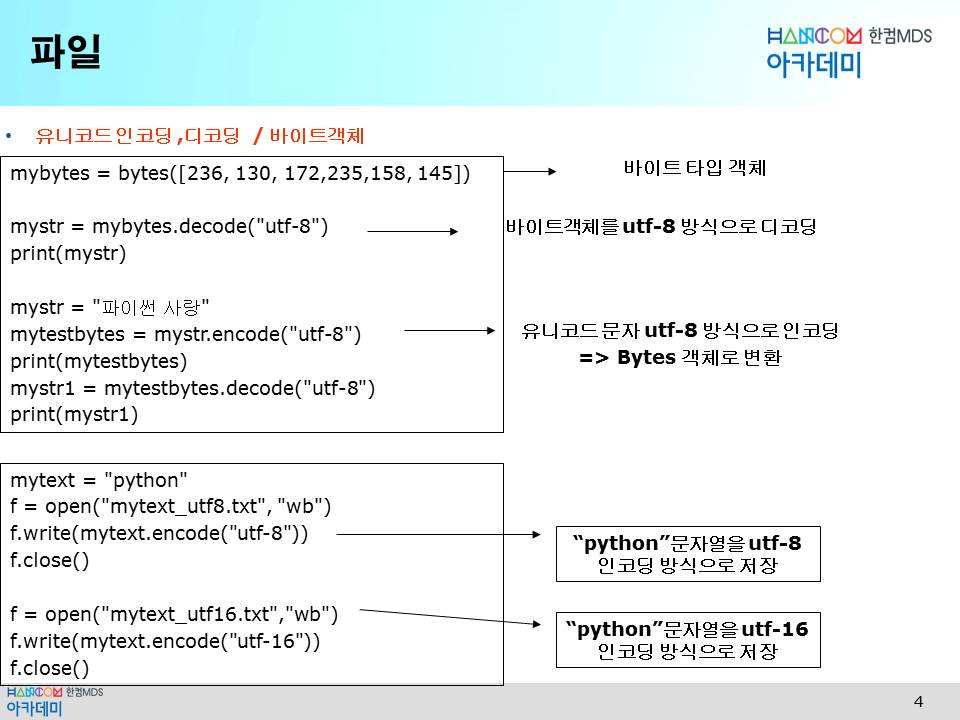 파일
HANCOM 한컴MDS
아카데미
• 유니코드 인코딩 ,디코딩 / 바이트객체
mybytes = bytes([236, 130, 172,235,158, 145])
바이트 타입 객체
mystr = mybytes.decode("utf-8")
바이트객체를 utf-8 방식으로 디코딩
print(mystr)
mystr = "파이썬 사랑"
mytestbytes = mystr.encode("utf-8")
유니코드 문자 utf-8 방식으로 인코딩
=> Bytes 객체로 변환
print(mytestbytes)
mystr1 = mytestbytes.decode("utf-8")
print(mystr1)
mytext = "python"
f = open("mytext_utf8.txt", "wb")
f.write(mytext.encode("utf-8"))
f.close()
“python”문자열을 utf-8
인코딩 방식으로 저장
f = open("mytext_utf16.txt","wb")
f.write(mytext.encode("utf-16"))
f.close()
“python”문자열을 utf-16
인코딩 방식으로 저장
HANCOM 한컴MDS
아카데미
4